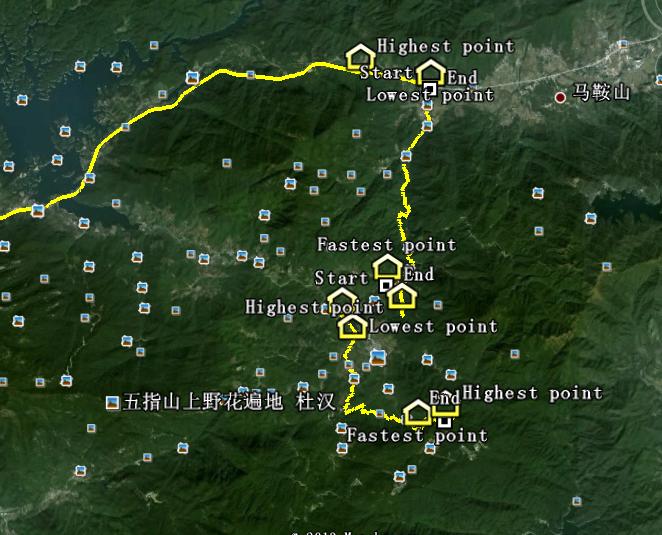 Highest point
Start
End
Lowest point
马鞍山
Fastest point
Start
End
Highest point
Lowest point
五指山上野花遍地 杜汉
End
Highest point
Fastest point